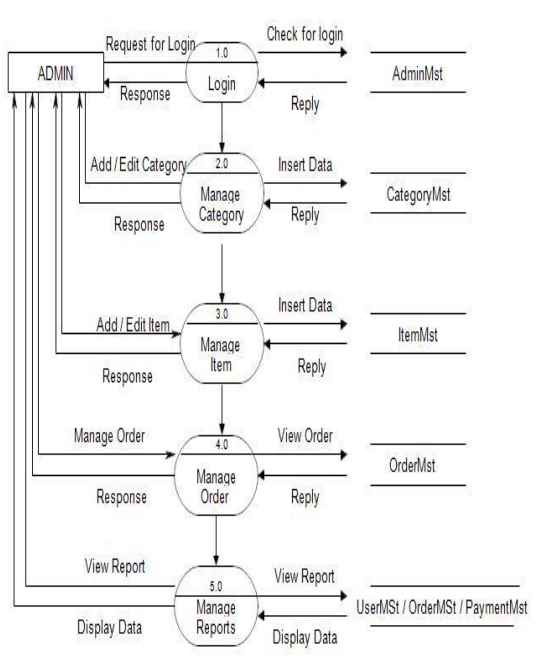 Request for Login
Check for login
1.0
ADMIN
Login
AdminMst
Response
Reply
Add / Edit Category
2.0
Insert Data
Manage
Category
CategoryMst
Response
Reply
Insert Data
3.0
Add / Edit Item
Manage
Item
ItemMst
Response
Reply
Manage Order
View Order
4.0
Manage
Order
OrderMst
Response
Reply
View Report
View Report
5.0
Manage
Reports
UserMSt / OrderMSt / PaymentMst
Display Data
Display Data